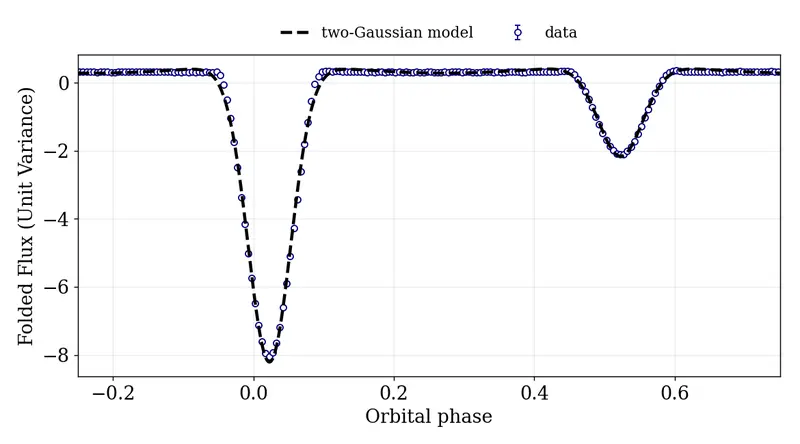 two-Gaussian model data
Folded Flux (Unit Variance)
0
−2
−4
−6
−8
−0.2 0.0 0.2 0.4 0.6
Orbital phase